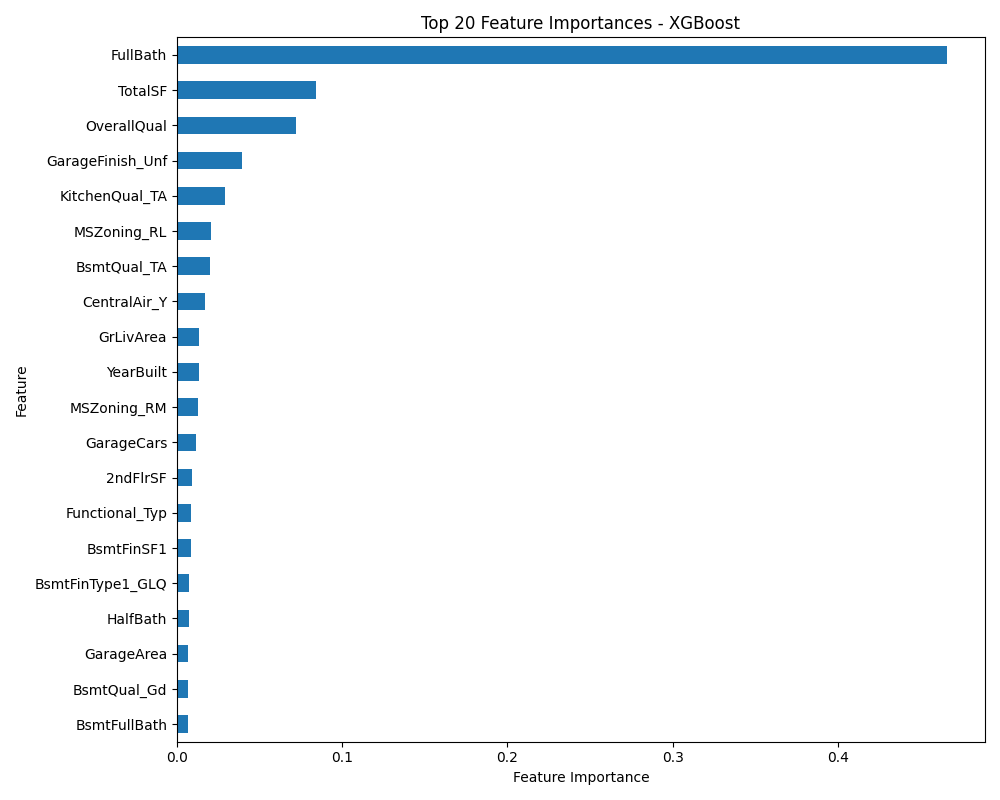 Top 20 Feature Importances - XGBoost
FullBath
TotalSF
OverallQual
GarageFinish_Unf
KitchenQual_TA
MSZoning_RL
BsmtQual_TA
CentralAir_Y
GrLivArea
YearBuilt
MSZoning_RM
GarageCars
2ndFlrSF
Functional_Typ
BsmtFinSF1
BsmtFinType1_GLQ
HalfBath
GarageArea
BsmtQual_Gd
BsmtFullBath
Feature
0.0 0.1 0.2 0.3 0.4
Feature Importance